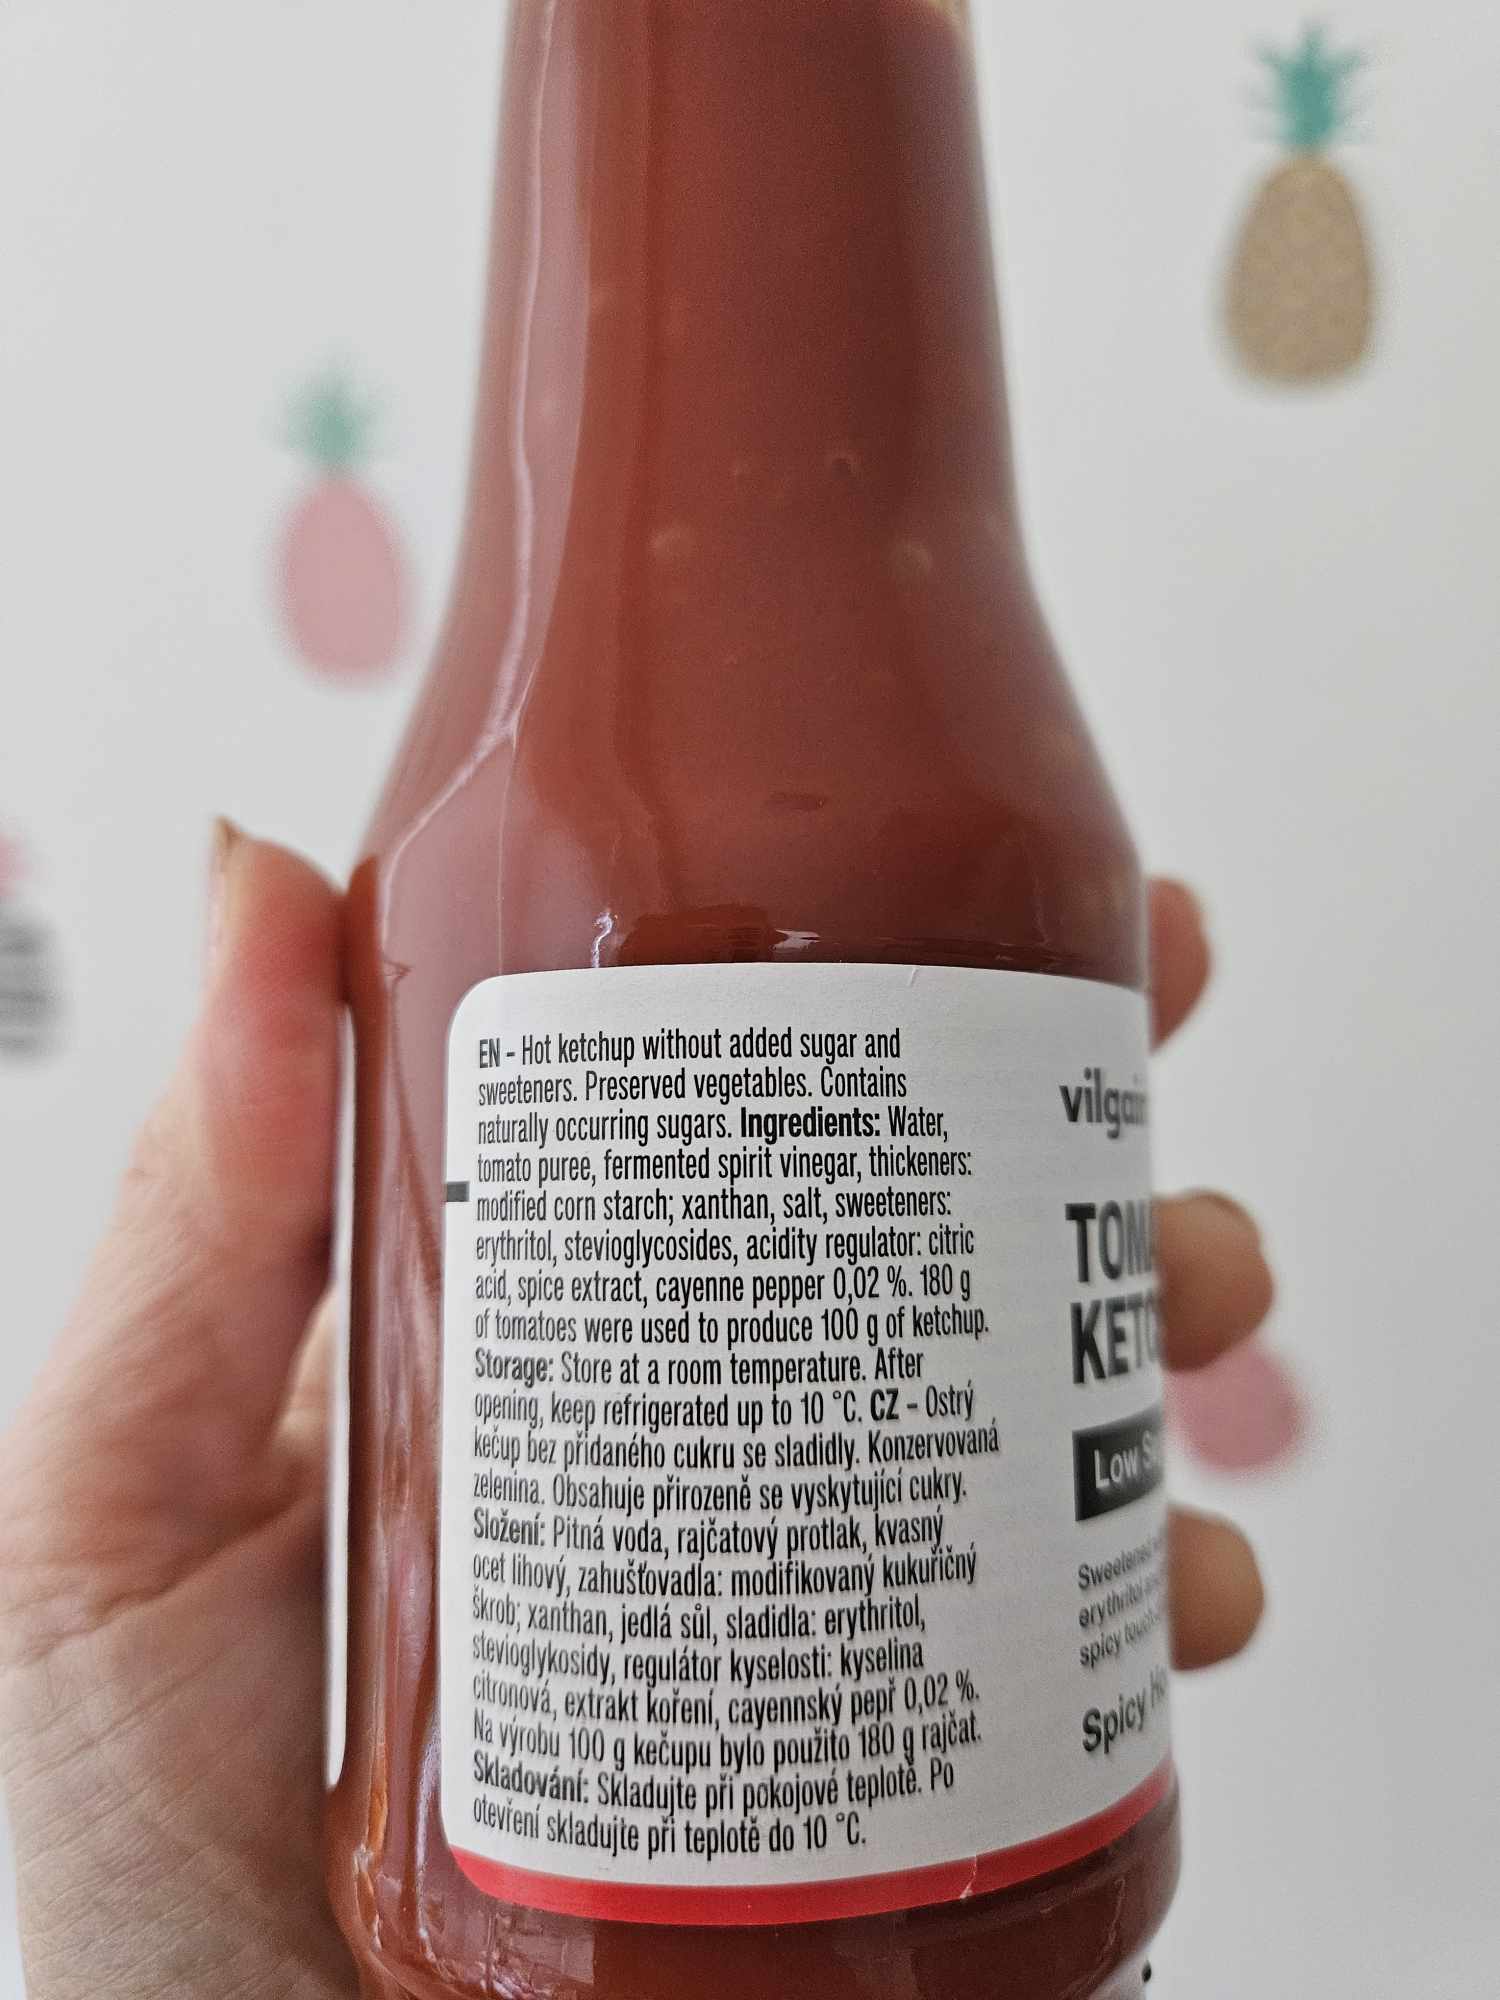 EN - Hot ketchup without added sugar and
sweeteners. Preserved vegetables. Contains
naturally occurring sugars. Ingredients: Water,
tomato puree, fermented spirit vinegar, thickeners:
modified corn starch; xanthan, salt, sweeteners:
erythritol, stevioglycosides, acidity regulator: citric
acid, spice extract, cayenne pepper 0,02 %. 180 g
of tomatoes were used to produce 100 g of ketchup.
Storage: Store at a room temperature. After
opening, keep refrigerated up to 10 °C. CZ - Ostrý
kečup bez přidaného cukru se sladidly. Konzervovaná
zelenina. Obsahuje přirozeně se vyskytující cukry.
Složení: Pitná voda, rajčatový protlak, kvasný
ocet lihový, zahušťovadla: modifikovaný kukuřičný
škrob; xanthan, jedlá sůl, sladidla: erythritol,
stevioglykosidy, regulátor kyselosti: kyselina
citronová, extrakt koření, cayennský pepř 0,02 %.
Na výrobu 100 g kečupu bylo použito 180 g rajčat.
Skladování: Skladujte při pokojové teplotě. Po
otevření skladujte při teplotě do 10 °C.
Low
Sweetened
erythritol
spicy
Spicy